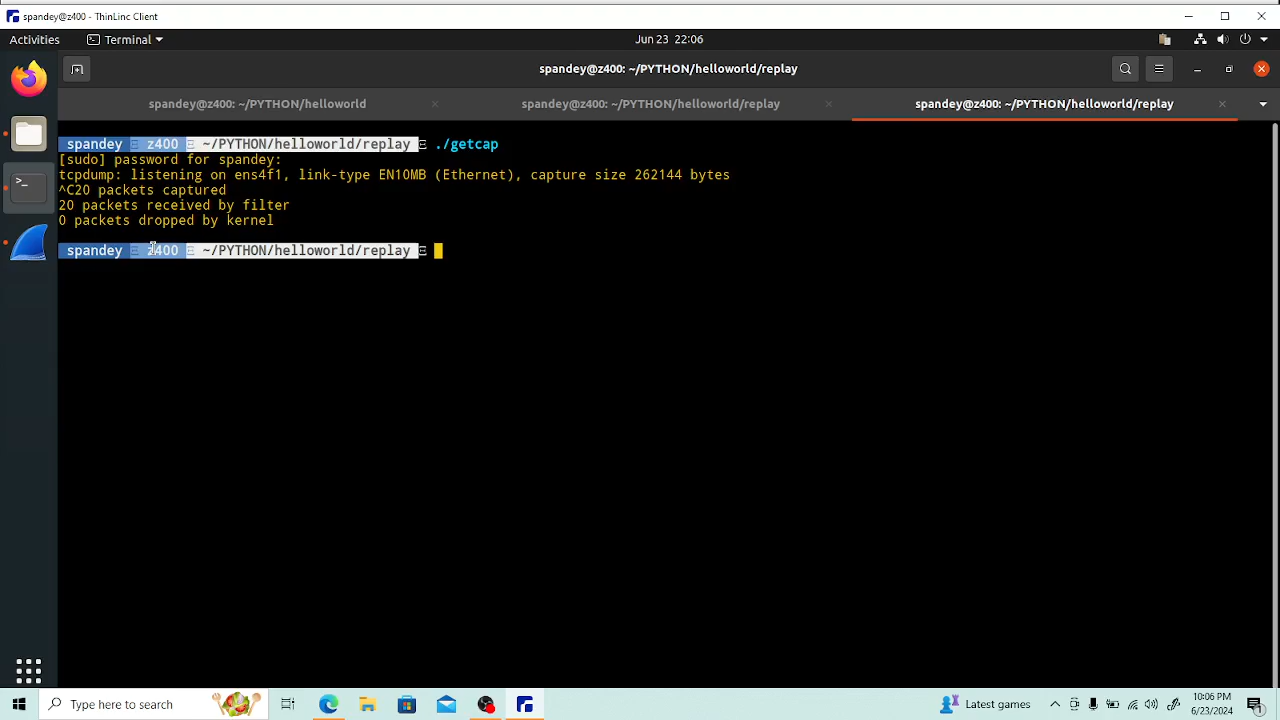 spandey@z400 - ThinLinc Client
Activities
Terminal
Jun 23 22:06
spandey@z400: ~/PYTHON/helloworld/replay
spandey@z400: ~/PYTHON/helloworld
spandey@z400: ~/PYTHON/helloworld/replay
spandey@z400: ~/PYTHON/helloworld/replay
spandey Ξ z400 Ξ ~/PYTHON/helloworld/replay Ξ ./getcap
[sudo] password for spandey:
tcpdump: listening on ens4f1, link-type EN10MB (Ethernet), capture size 262144 bytes
^C20 packets captured
20 packets received by filter
0 packets dropped by kernel
spandey Ξ z400 Ξ ~/PYTHON/helloworld/replay Ξ
Type here to search
Latest games
10:06 PM
6/23/2024
1